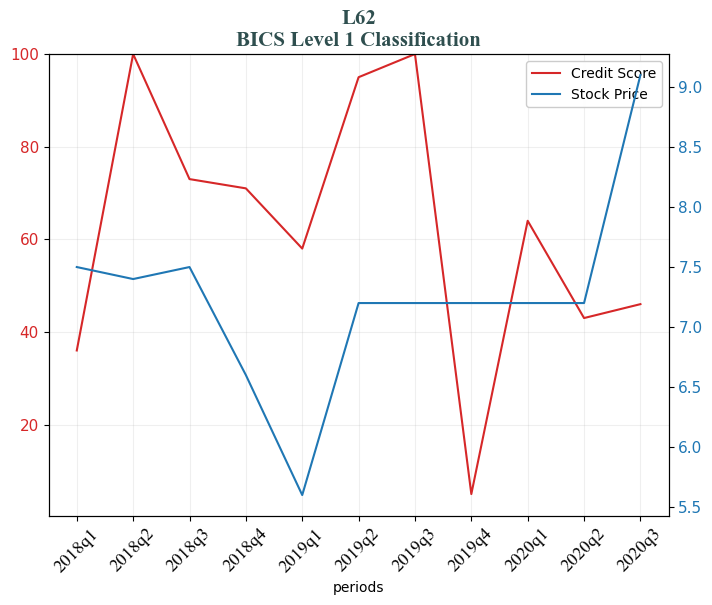 L62
BICS Level 1 Classification
100
80
60
40
20
Credit Score
Stock Price
9.0
8.5
8.0
7.5
7.0
6.5
6.0
5.5
2018q1
2018q2
2018q3
2018q4
2019q1
2019q2
2019q3
2019q4
2020q1
2020q2
2020q3
periods